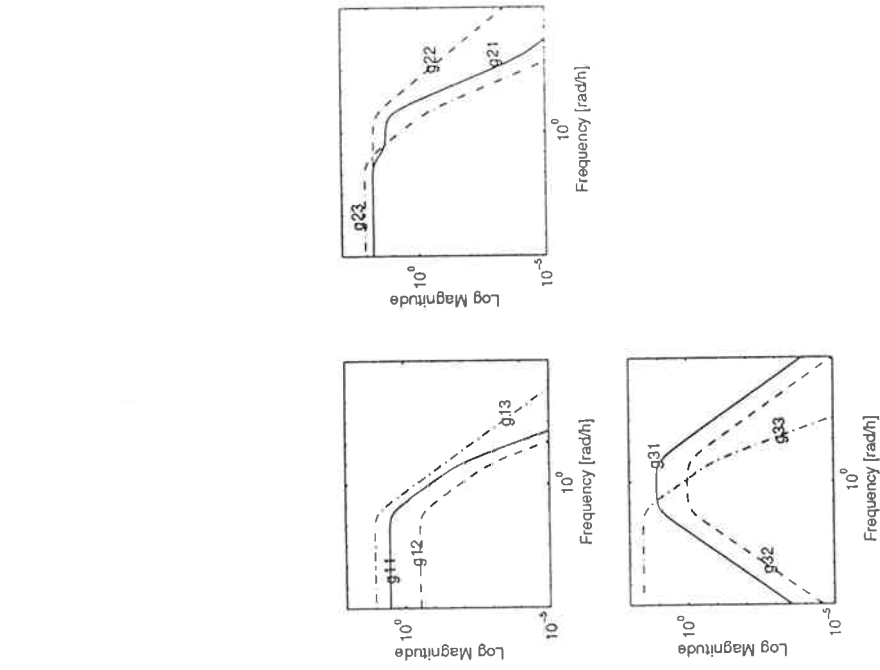 g22
g21
g23
10^0
10^-5
Log Magnitude
10^0
Frequency [rad/h]
g11
g12
g13
10^0
10^-5
Log Magnitude
10^0
Frequency [rad/h]
g31
g33
g32
10^0
10^-5
Log Magnitude
10^0
Frequency [rad/h]